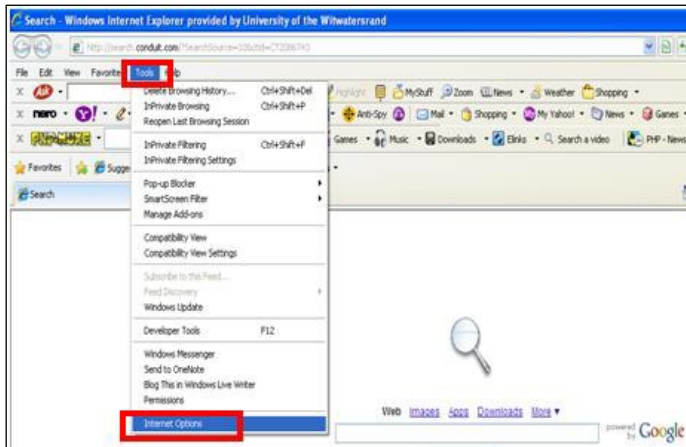 Search - Windows Internet Explorer provided by University of the Witwatersrand
File Edit View Favorites Tools Help
Delete Browsing History... Ctrl+Shift+Del
InPrivate Browsing Ctrl+Shift+P
Reopen Last Browsing Session
InPrivate Filtering Ctrl+Shift+F
InPrivate Filtering Settings
Pop-up Blocker
SmartScreen Filter
Manage Add-ons
Compatibility View
Compatibility View Settings
Subscribe to this Feed...
Feed Discovery
Windows Update
Developer Tools F12
Windows Messenger
Send to OneNote
Blog This in Windows Live Writer
Permissions
Internet Options
MyStuff Zoom News Weather Shopping
nero Y! Anti-Spy Mail Shopping My Yahoo! News Games
Games Music Downloads Elinks Search a video PHP - News
Favorites Sugge
Search
Web Images Apps Downloads More
powered by Google